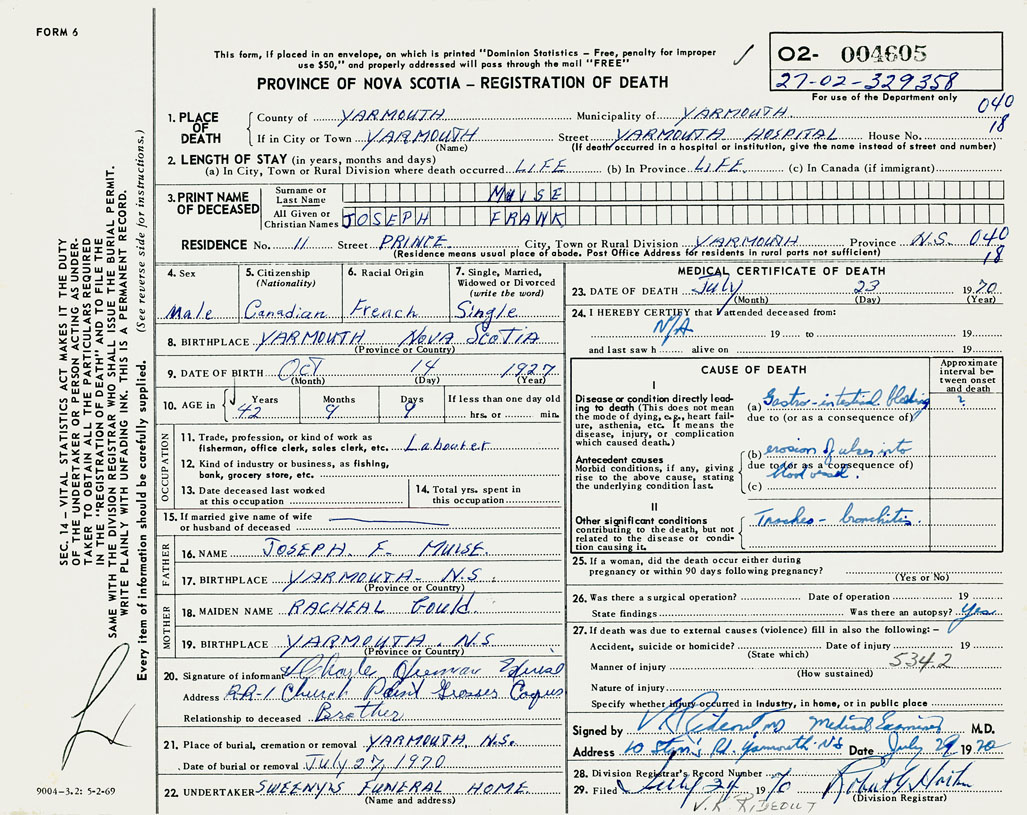 FORM 6
This form, if placed in an envelope, on which is printed "Dominion Statistics – Free, penalty for improper
use $50," and properly addressed will pass through the mail "FREE"
PROVINCE OF NOVA SCOTIA – REGISTRATION OF DEATH
02- 004605
27-02-329358
For use of the Department only
040
18
SEC. 14 – VITAL STATISTICS ACT MAKES IT THE DUTY
OF THE UNDERTAKER OR PERSON ACTING AS UNDER-
TAKER TO OBTAIN ALL THE PARTICULARS REQUIRED
IN THE "REGISTRATION OF DEATH" AND TO FILE THE
SAME WITH THE DIVISION REGISTRAR WHO SHALL ISSUE THE BURIAL PERMIT.
WRITE PLAINLY WITH UNFADING INK. THIS IS A PERMANENT RECORD.
Every item of information should be carefully supplied. (See reverse side for instructions.)
1. PLACE OF DEATH
County of YARMOUTH Municipality of YARMOUTH
If in City or Town YARMOUTH Street YARMOUTH HOSPITAL House No.
(Name) (If death occurred in a hospital or institution, give the name instead of street and number)
2. LENGTH OF STAY (in years, months and days)
(a) In City, Town or Rural Division where death occurred LIFE (b) In Province LIFE (c) In Canada (if immigrant)
3. PRINT NAME OF DECEASED
Surname or Last Name MUISE
All Given or Christian Names JOSEPH FRANK
RESIDENCE No. 11 Street PRINCE City, Town or Rural Division YARMOUTH Province N.S. 040
(Residence means usual place of abode. Post Office Address for residents in rural parts not sufficient) 18
4. Sex
Male
5. Citizenship (Nationality)
Canadian
6. Racial Origin
French
7. Single, Married, Widowed or Divorced (write the word)
Single
8. BIRTHPLACE YARMOUTH NOVA SCOTIA
(Province or Country)
9. DATE OF BIRTH OCT 14 1927
(Month) (Day) (Year)
10. AGE in Years Months Days If less than one day old
42 9 9 hrs. or min.
OCCUPATION
11. Trade, profession, or kind of work as
fisherman, office clerk, sales clerk, etc. Labourer
12. Kind of industry or business, as fishing,
bank, grocery store, etc.
13. Date deceased last worked
at this occupation
14. Total yrs. spent in
this occupation
15. If married give name of wife
or husband of deceased
FATHER
16. NAME JOSEPH. F. MUISE.
17. BIRTHPLACE YARMOUTH- N.S.
(Province or Country)
MOTHER
18. MAIDEN NAME RACHEAL Gould.
19. BIRTHPLACE YARMOUTH. N.S
(Province or Country)
20. Signature of informant
Address RR-1 Church Point
Relationship to deceased Brother
21. Place of burial, cremation or removal YARMOUTH, N.S.
Date of burial or removal JULY 27, 1970
22. UNDERTAKER SWEENY'S FUNERAL HOME.
(Name and address)
9004-3.2: 5-2-69
MEDICAL CERTIFICATE OF DEATH
23. DATE OF DEATH July 23 1970
(Month) (Day) (Year)
24. I HEREBY CERTIFY that I attended deceased from:
N/A 19 to 19
and last saw h alive on 19
CAUSE OF DEATH
Approximate interval between onset and death
I
Disease or condition directly lead-
ing to death (This does not mean
the mode of dying, e.g., heart fail-
ure, asthenia, etc. It means the
disease, injury, or complication
which caused death.)
(a) Gastro-intestinal bleeding ?
due to (or as a consequence of)
Antecedent causes
Morbid conditions, if any, giving
rise to the above cause, stating
the underlying condition last.
(b) erosion of ulcer into
due to (or as a consequence of)
blood vessel.
(c)
II
Other significant conditions
contributing to the death, but not
related to the disease or condi-
tion causing it.
Tracheo-bronchitis.
25. If a woman, did the death occur either during
pregnancy or within 90 days following pregnancy?
(Yes or No)
26. Was there a surgical operation? Date of operation 19
State findings Was there an autopsy? Yes
27. If death was due to external causes (violence) fill in also the following: –
Accident, suicide or homicide? Date of injury 19
(State which)
534.2
Manner of injury
(How sustained)
Nature of injury
Specify whether injury occurred in industry, in home, or in public place
Signed by V K Rideout MD Medical Examiner M.D.
Address 10 Rd. Yarmouth NS Date July 29 1970
28. Division Registrar's Record Number
29. Filed July 1970
(Division Registrar)
V.K. RIDEOUT